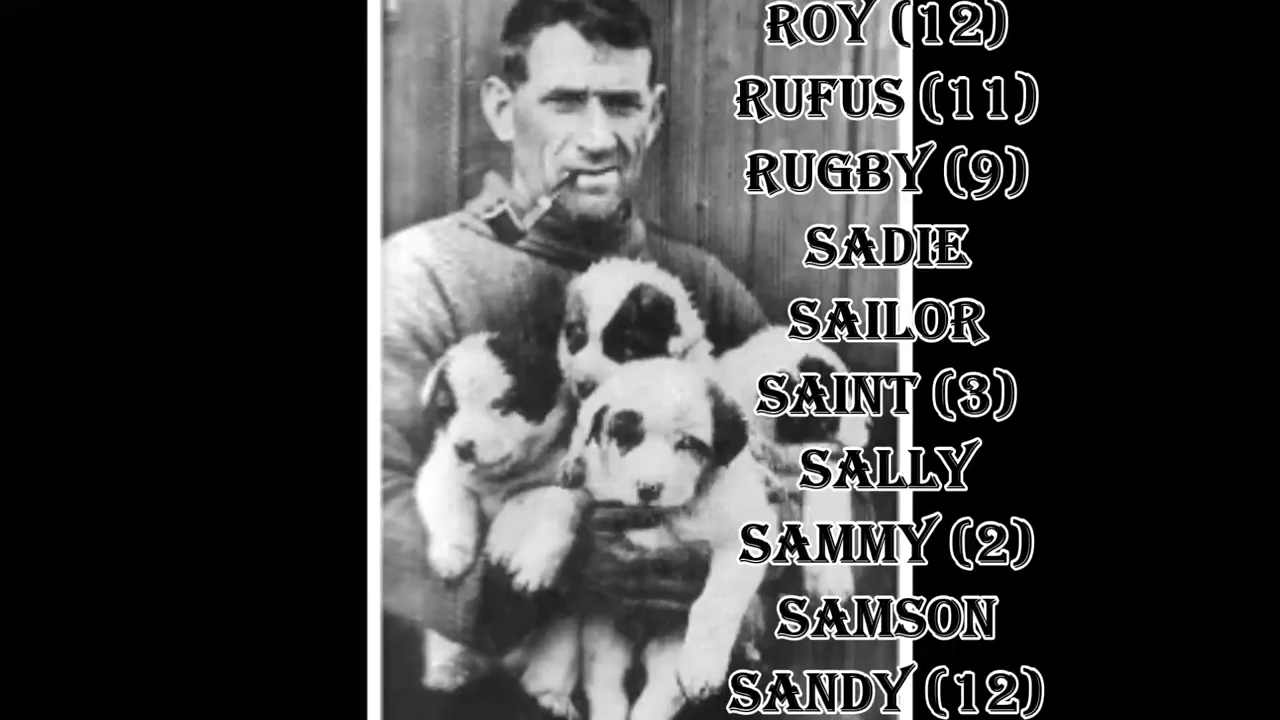 ROY (12)
RUFUS (11)
RUGBY (9)
SADIE
SAILOR
SAINT (3)
SALLY
SAMMY (2)
SAMSON
SANDY (12)